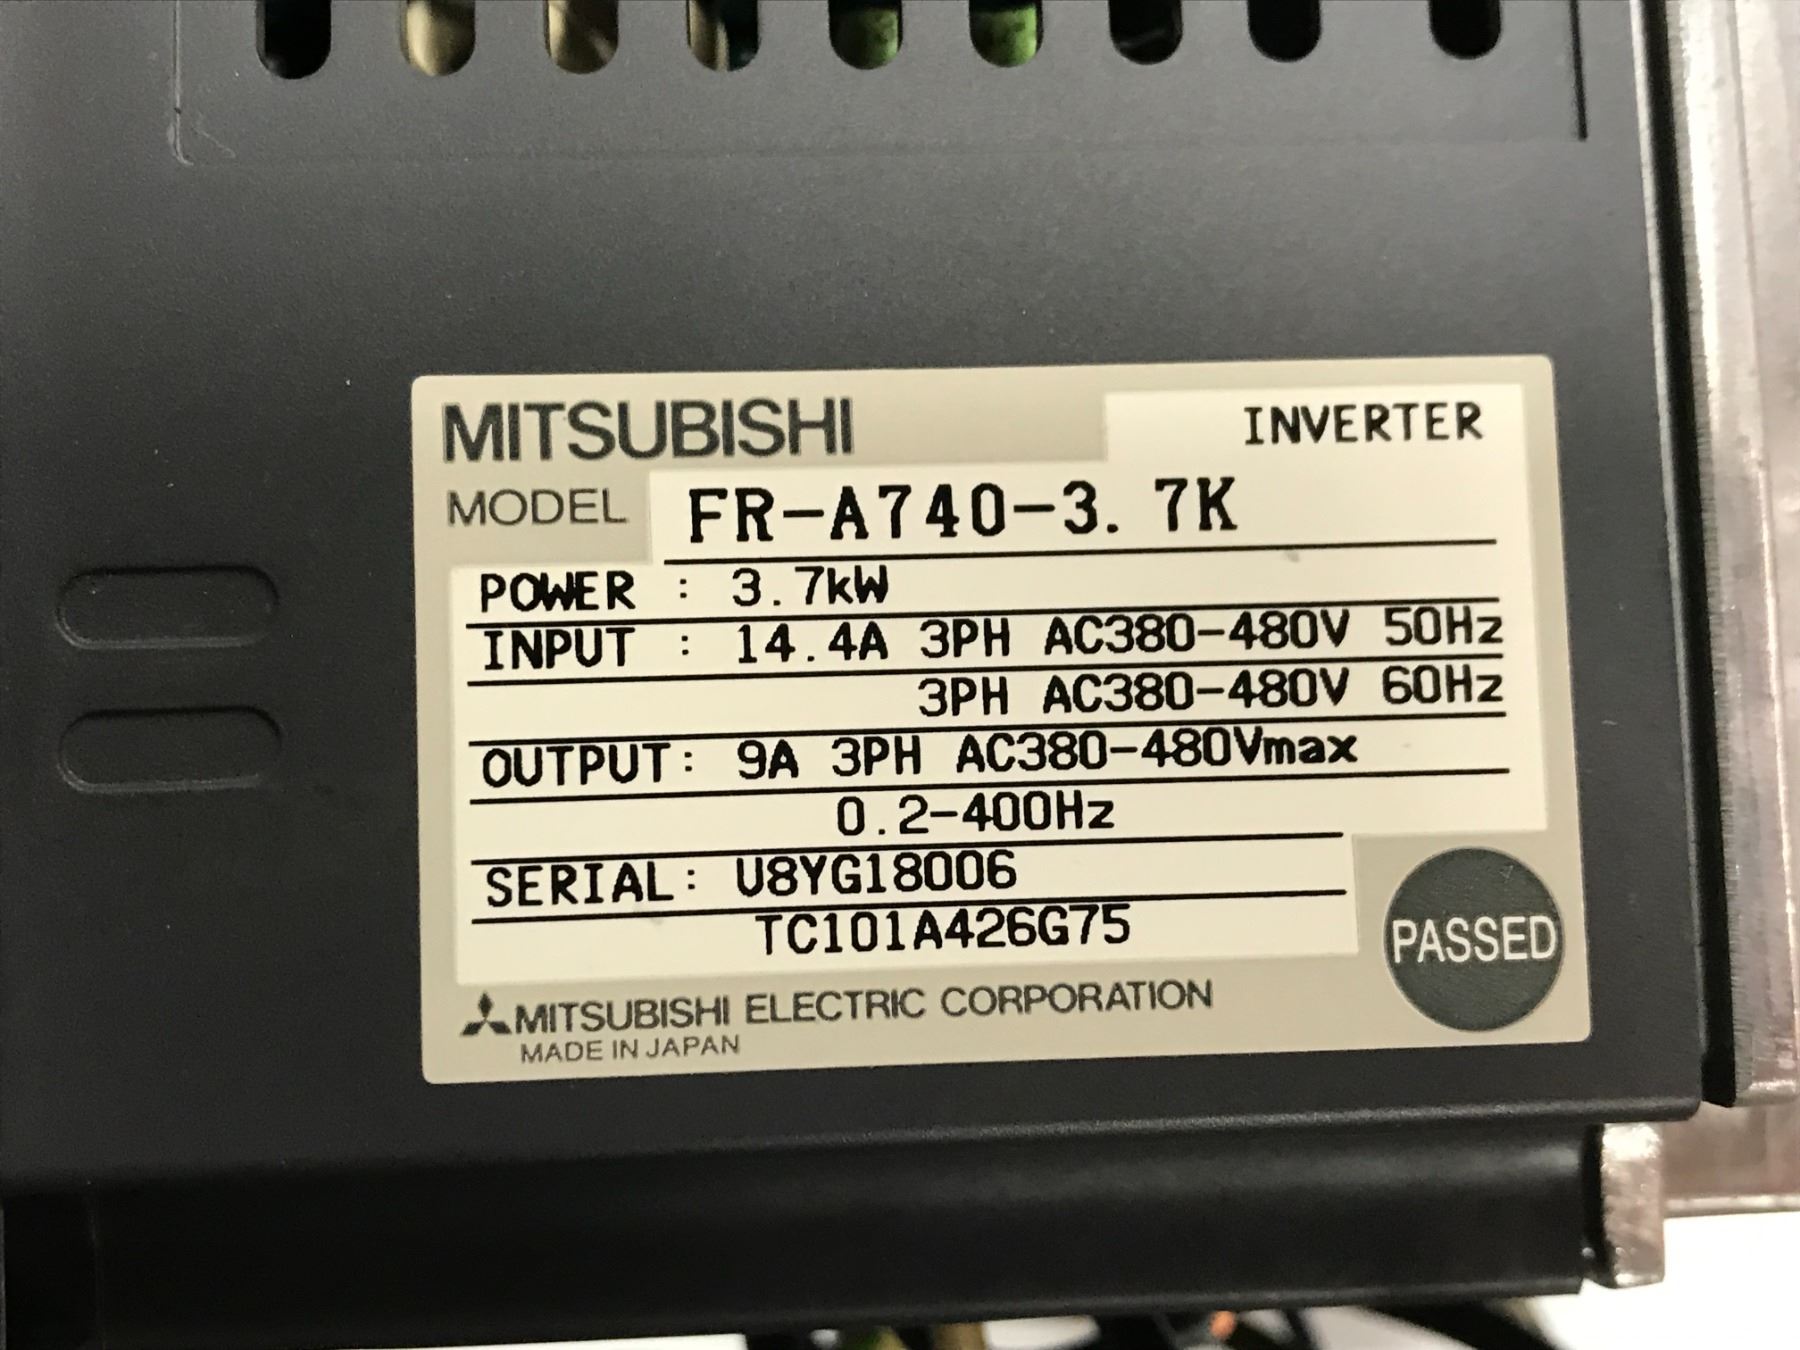 MITSUBISHI INVERTER
MODEL FR-A740-3.7K
POWER : 3.7kW
INPUT : 14.4A 3PH AC380-480V 50Hz
3PH AC380-480V 60Hz
OUTPUT: 9A 3PH AC380-480Vmax
0.2-400Hz
SERIAL: U8YG18006
TC101A426G75
PASSED
MITSUBISHI ELECTRIC CORPORATION
MADE IN JAPAN